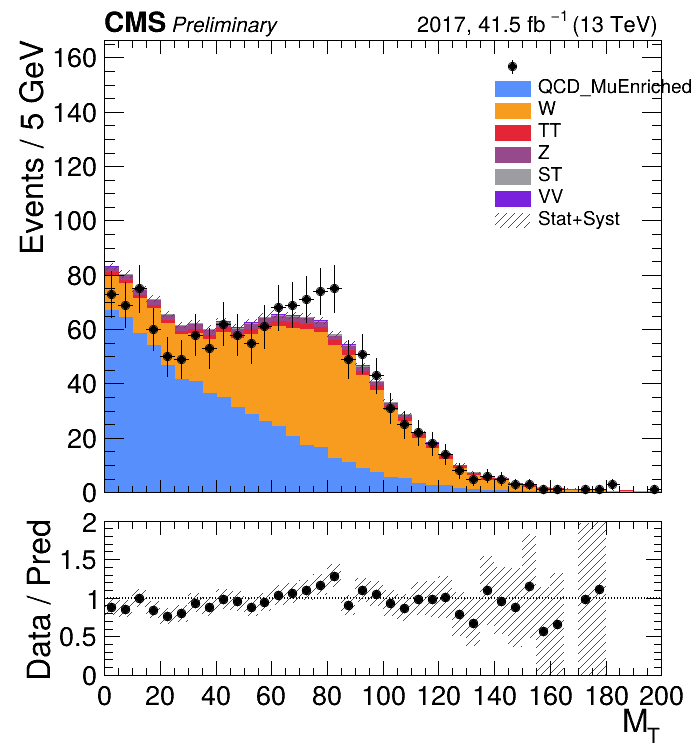 CMS Preliminary 2017, 41.5 fb⁻¹ (13 TeV)
Events / 5 GeV
160
140
120
100
80
60
40
20
0
QCD_MuEnriched
W
TT
Z
ST
VV
Stat+Syst
Data / Pred
2
1.5
1
0.5
0
0 20 40 60 80 100 120 140 160 180 200
M_T